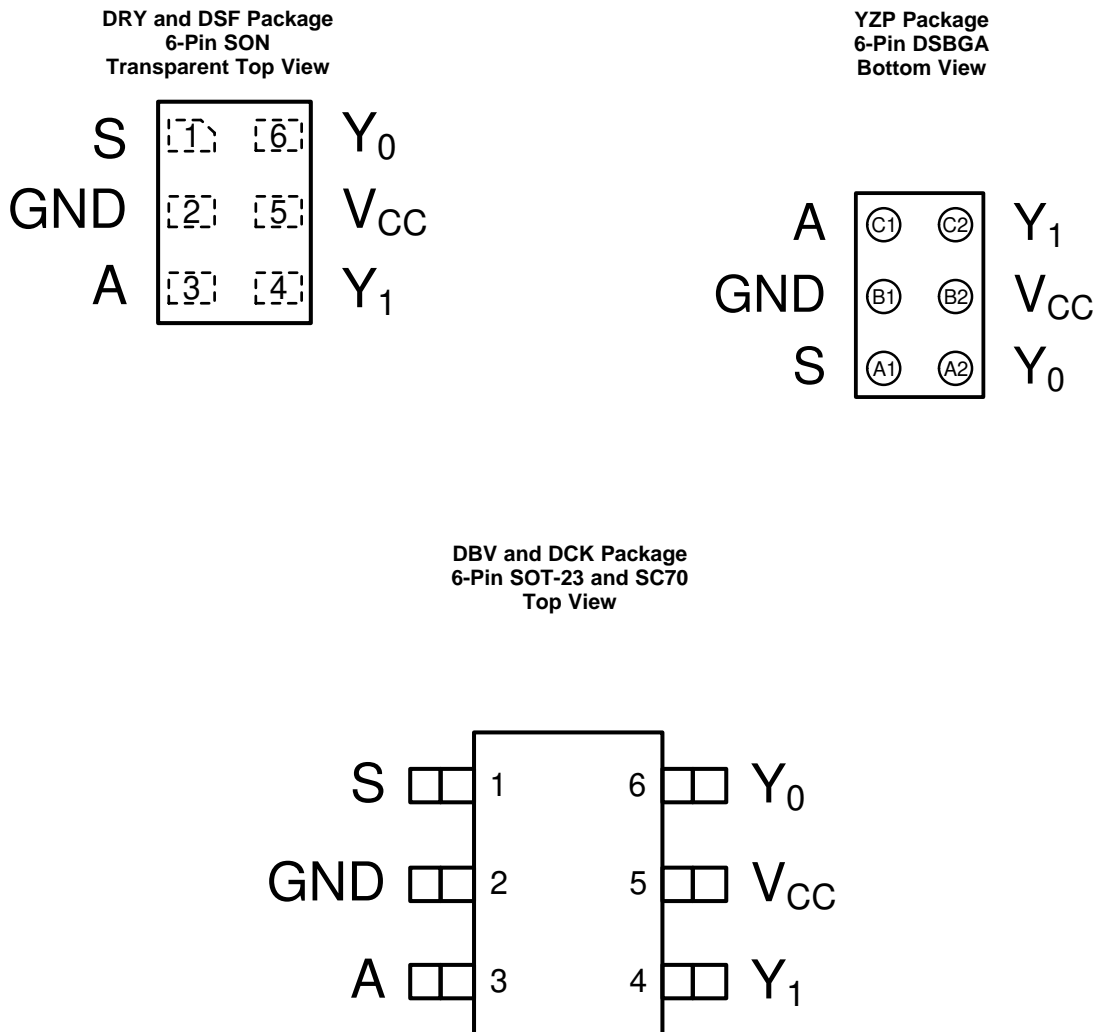 DRY and DSF Package
6-Pin SON
Transparent Top View
S 1 6 Y0
GND 2 5 VCC
A 3 4 Y1
YZP Package
6-Pin DSBGA
Bottom View
A C1 C2 Y1
GND B1 B2 VCC
S A1 A2 Y0
DBV and DCK Package
6-Pin SOT-23 and SC70
Top View
S 1 6 Y0
GND 2 5 VCC
A 3 4 Y1